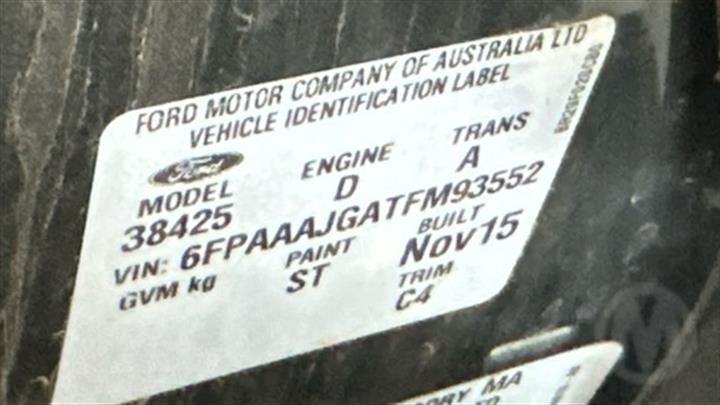 FORD MOTOR COMPANY OF AUSTRALIA LTD
VEHICLE IDENTIFICATION LABEL
Ford
MODEL ENGINE TRANS
38425 D A
VIN: 6FPAAAJGATFM93552
GVM kg PAINT BUILT
ST Nov15
TRIM
C4
MA
M